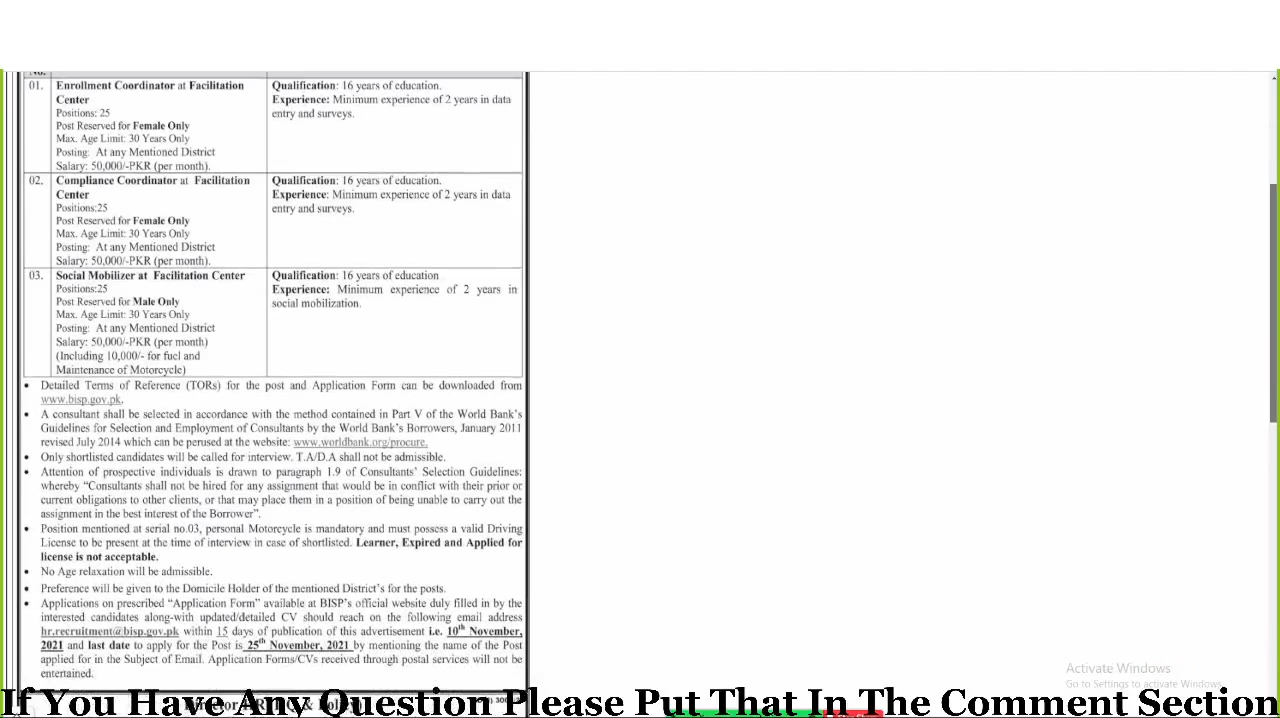 No.
01. Enrollment Coordinator at Facilitation Center
Positions: 25
Post Reserved for Female Only
Max. Age Limit: 30 Years Only
Posting: At any Mentioned District
Salary: 50,000/-PKR (per month).
Qualification: 16 years of education.
Experience: Minimum experience of 2 years in data
entry and surveys.
02. Compliance Coordinator at Facilitation
Center
Positions:25
Post Reserved for Female Only
Max. Age Limit: 30 Years Only
Posting: At any Mentioned District
Salary: 50,000/-PKR (per month).
Qualification: 16 years of education.
Experience: Minimum experience of 2 years in data
entry and surveys.
03. Social Mobilizer at Facilitation Center
Positions:25
Post Reserved for Male Only
Max. Age Limit: 30 Years Only
Posting: At any Mentioned District
Salary: 50,000/-PKR (per month)
(Including 10,000/- for fuel and
Maintenance of Motorcycle)
Qualification: 16 years of education
Experience: Minimum experience of 2 years in
social mobilization.
• Detailed Terms of Reference (TORs) for the post and Application Form can be downloaded from
www.bisp.gov.pk.
• A consultant shall be selected in accordance with the method contained in Part V of the World Bank's
Guidelines for Selection and Employment of Consultants by the World Bank's Borrowers, January 2011
revised July 2014 which can be perused at the website: www.worldbank.org/procure.
• Only shortlisted candidates will be called for interview. T.A/D.A shall not be admissible.
• Attention of prospective individuals is drawn to paragraph 1.9 of Consultants' Selection Guidelines:
whereby "Consultants shall not be hired for any assignment that would be in conflict with their prior or
current obligations to other clients, or that may place them in a position of being unable to carry out the
assignment in the best interest of the Borrower".
• Position mentioned at serial no.03, personal Motorcycle is mandatory and must possess a valid Driving
License to be present at the time of interview in case of shortlisted. Learner, Expired and Applied for
license is not acceptable.
• No Age relaxation will be admissible.
• Preference will be given to the Domicile Holder of the mentioned District's for the posts.
• Applications on prescribed "Application Form" available at BISP's official website duly filled in by the
interested candidates along-with updated/detailed CV should reach on the following email address
hr.recruitment@bisp.gov.pk within 15 days of publication of this advertisement i.e. 10th November,
2021 and last date to apply for the Post is 25th November, 2021 by mentioning the name of the Post
applied for in the Subject of Email. Application Forms/CVs received through postal services will not be
entertained.
Activate Windows
Go to Settings to activate Windows.
If You Have Any Question Please Put That In The Comment Section